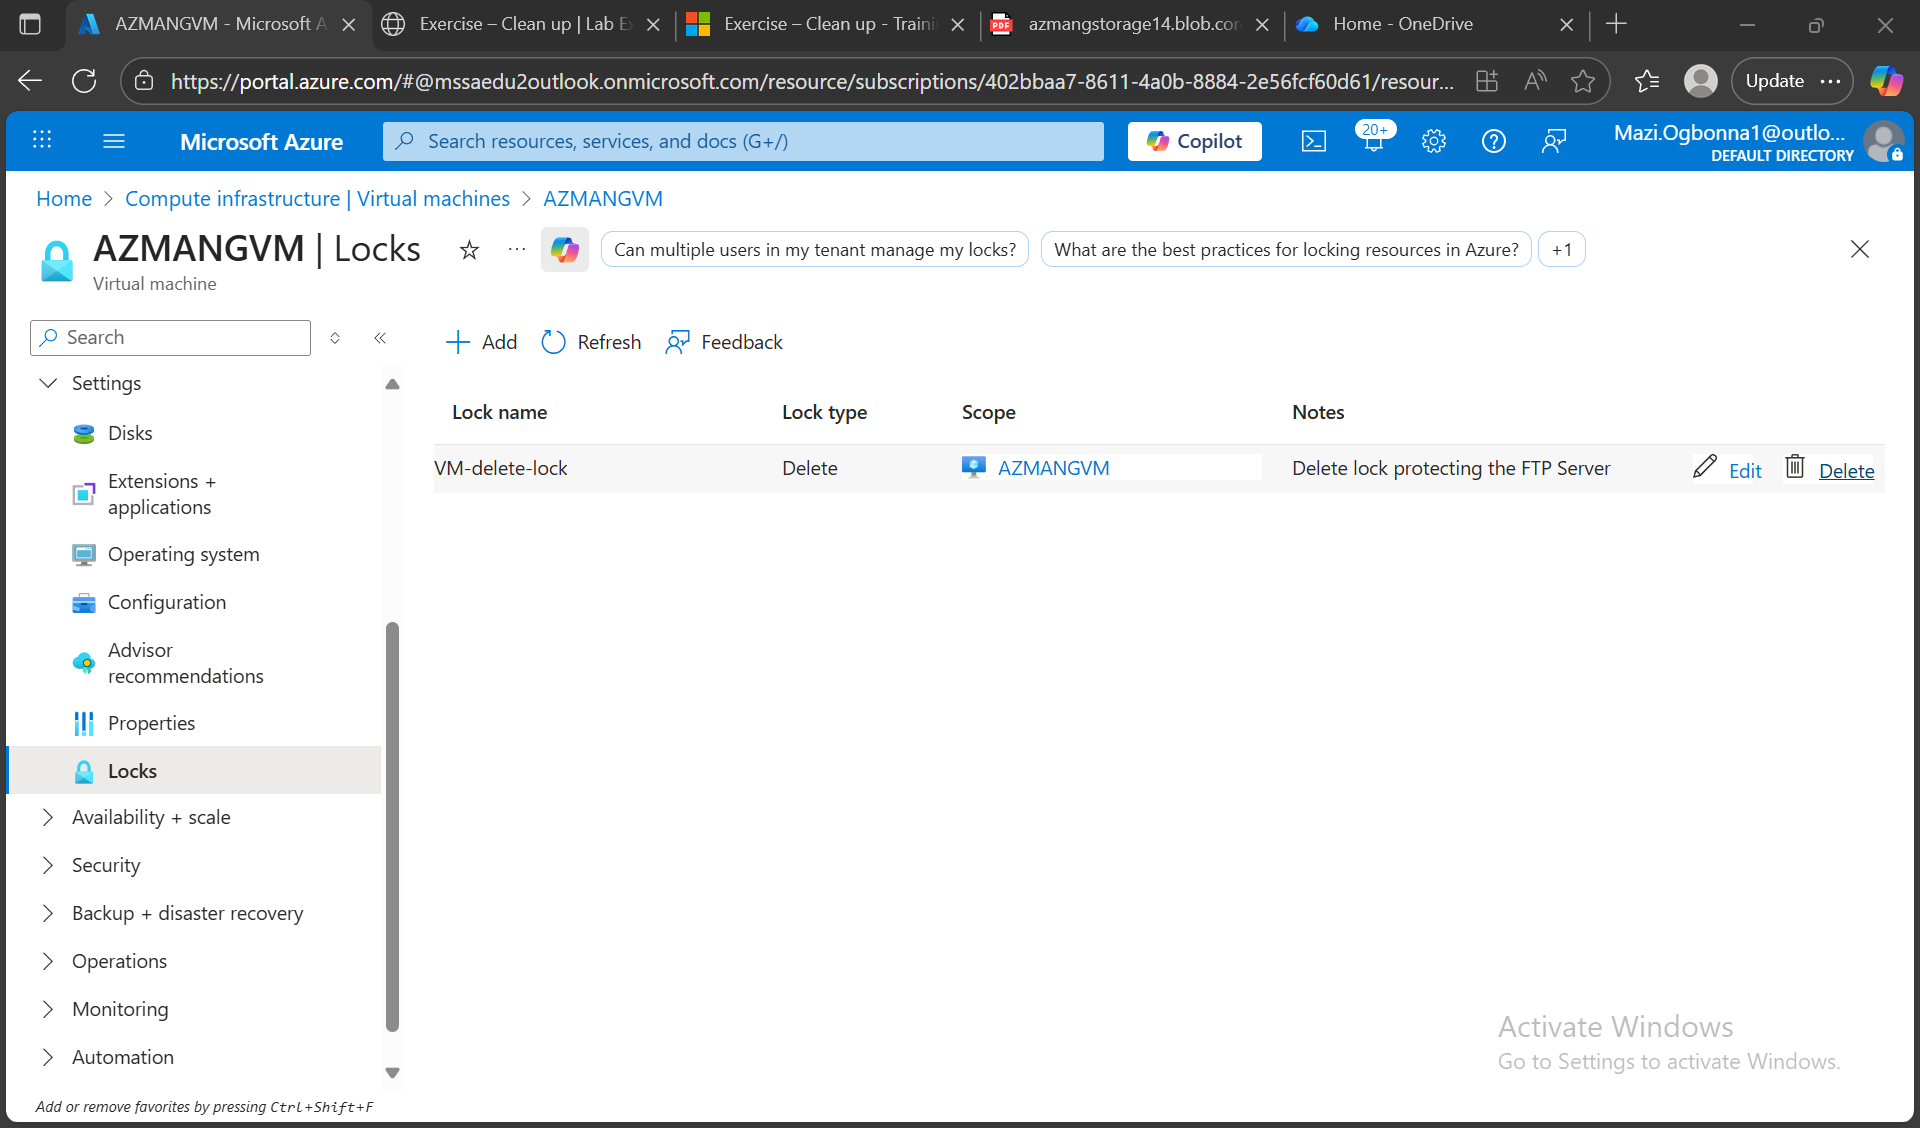 AZMANGVM - Microsoft A
Exercise – Clean up | Lab E
Exercise – Clean up - Traini
azmangstorage14.blob.cor
Home - OneDrive
https://portal.azure.com/#@mssaedu2outlook.onmicrosoft.com/resource/subscriptions/402bbaa7-8611-4a0b-8884-2e56fcf60d61/resour...
Update
Microsoft Azure
Search resources, services, and docs (G+/)
Copilot
20+
Mazi.Ogbonna1@outlo...
DEFAULT DIRECTORY
Home > Compute infrastructure | Virtual machines > AZMANGVM
AZMANGVM | Locks
Virtual machine
Can multiple users in my tenant manage my locks?
What are the best practices for locking resources in Azure?
+1
Search
Add
Refresh
Feedback
Settings
Disks
Extensions +
applications
Operating system
Configuration
Advisor
recommendations
Properties
Locks
Availability + scale
Security
Backup + disaster recovery
Operations
Monitoring
Automation
Add or remove favorites by pressing Ctrl+Shift+F
Lock name Lock type Scope Notes
VM-delete-lock Delete AZMANGVM Delete lock protecting the FTP Server Edit Delete
Activate Windows
Go to Settings to activate Windows.